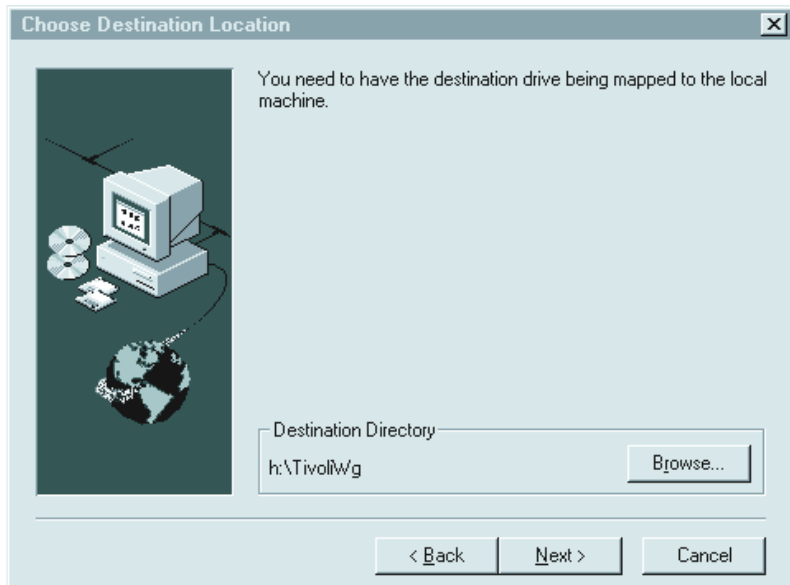 Choose Destination Location
You need to have the destination drive being mapped to the local
machine.
Destination Directory
h:\TivoliWg
Browse...
< Back
Next >
Cancel